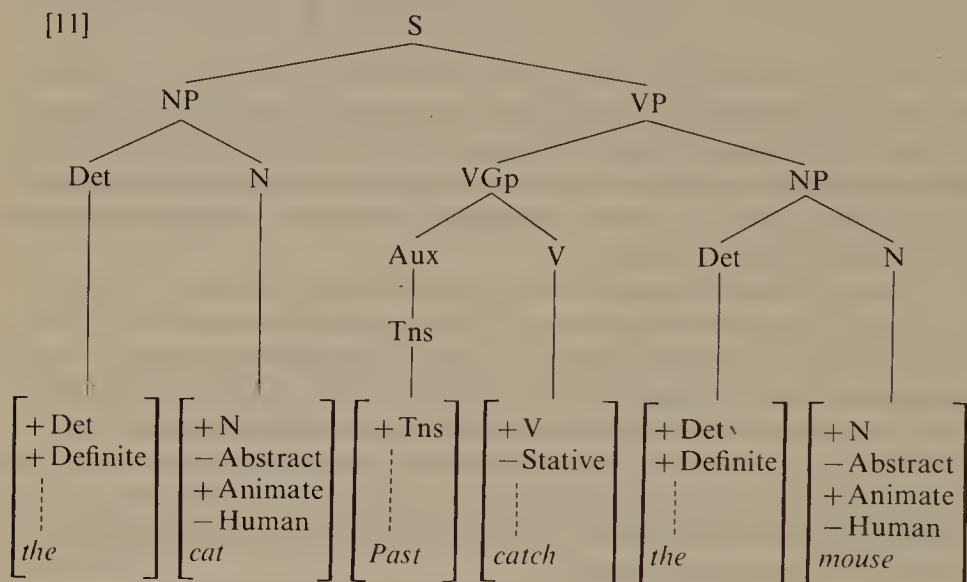 [11]
S
NP VP
Det N VGp NP
Aux V Det N
Tns
+Det +N +Tns +V +Det +N
+Definite −Abstract −Stative +Definite −Abstract
+Animate +Animate
−Human −Human
the cat Past catch the mouse